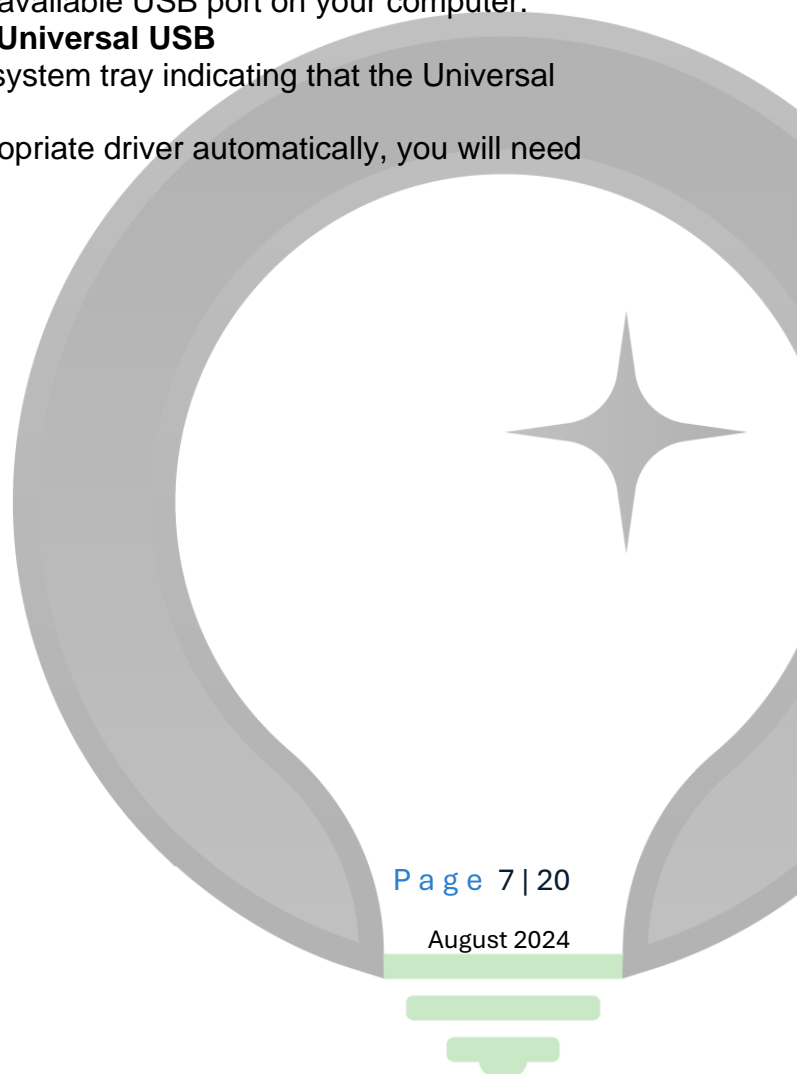 available USB port on your computer.
Universal USB
system tray indicating that the Universal
opriate driver automatically, you will need
Page 7 | 20
August 2024